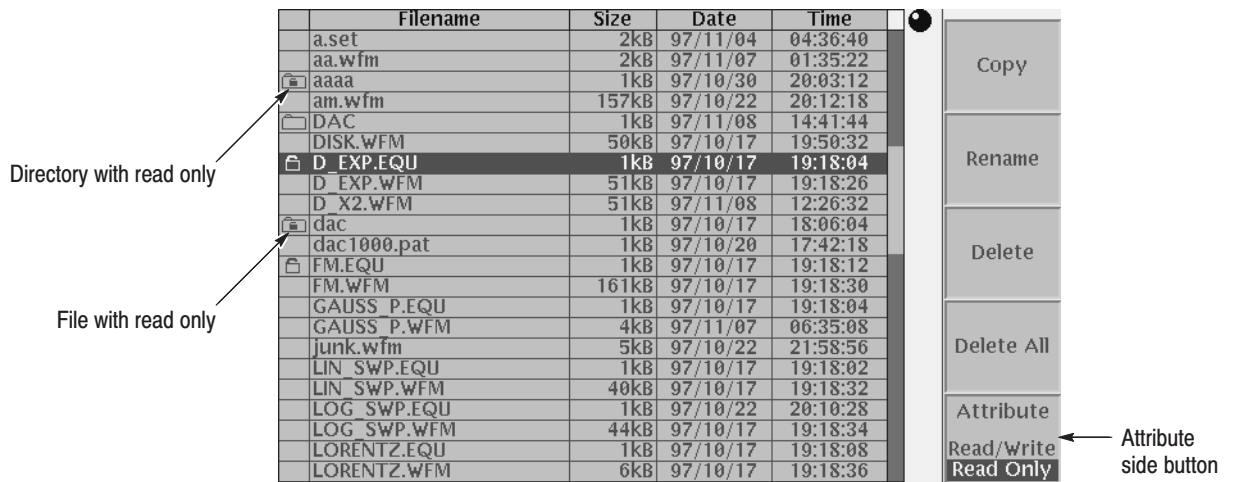 Filename Size Date Time
a.set 2kB 97/11/04 04:36:40
aa.wfm 2kB 97/11/07 01:35:22
aaaa 1kB 97/10/30 20:03:12
am.wfm 157kB 97/10/22 20:12:18
DAC 1kB 97/11/08 14:41:44
DISK.WFM 50kB 97/10/17 19:50:32
D_EXP.EQU 1kB 97/10/17 19:18:04
D_EXP.WFM 51kB 97/10/17 19:18:26
D_X2.WFM 51kB 97/11/08 12:26:32
dac 1kB 97/10/17 18:06:04
dac1000.pat 1kB 97/10/20 17:42:18
FM.EQU 1kB 97/10/17 19:18:12
FM.WFM 161kB 97/10/17 19:18:30
GAUSS_P.EQU 1kB 97/10/17 19:18:04
GAUSS_P.WFM 4kB 97/11/07 06:35:08
junk.wfm 5kB 97/10/22 21:58:56
LIN_SWP.EQU 1kB 97/10/17 19:18:02
LIN_SWP.WFM 40kB 97/10/17 19:18:32
LOG_SWP.EQU 1kB 97/10/22 20:10:28
LOG_SWP.WFM 44kB 97/10/17 19:18:34
LORENTZ.EQU 1kB 97/10/17 19:18:08
LORENTZ.WFM 6kB 97/10/17 19:18:36
Directory with read only
File with read only
Copy
Rename
Delete
Delete All
Attribute
Read/Write
Read Only
Attribute
side button